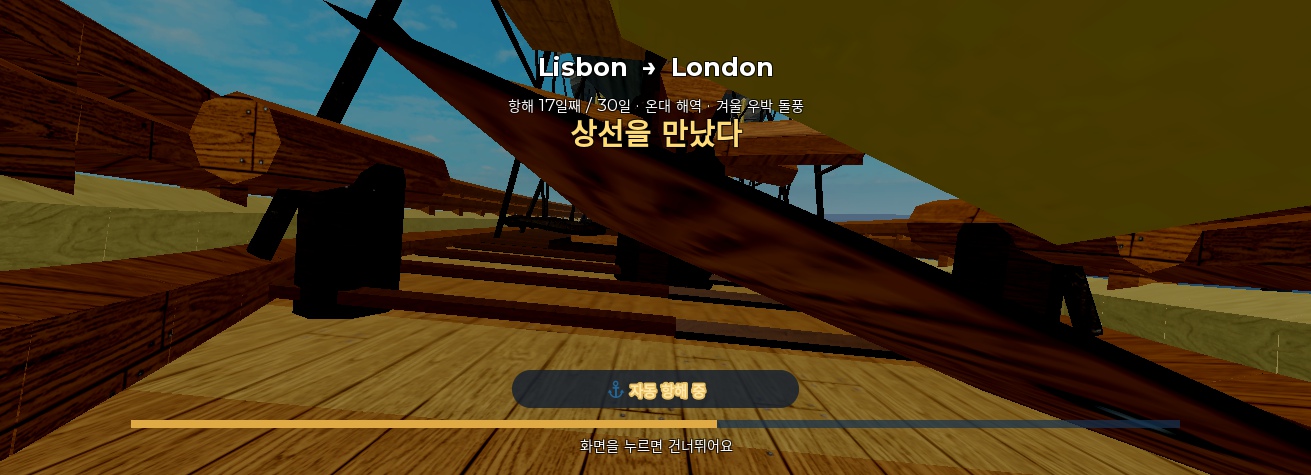 Lisbon → London
항해 17일째 / 30일 · 온대 해역 · 겨울 우박 돌풍
상선을 만났다
⚓ 자동 항해 중
화면을 누르면 건너뛰어요